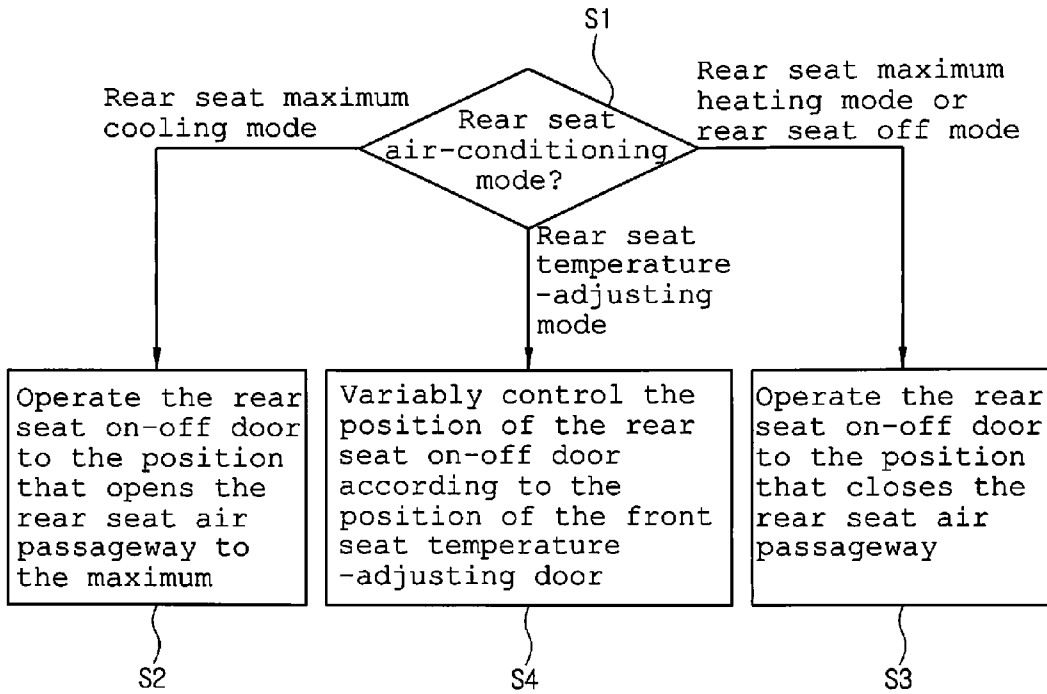 S1
Rear seat maximum
cooling mode
Rear seat
air-conditioning
mode?
Rear seat maximum
heating mode or
rear seat off mode
Rear seat
temperature
-adjusting
mode
Operate the rear
seat on-off door
to the position
that opens the
rear seat air
passageway to
the maximum
Variably control the
position of the rear
seat on-off door
according to the
position of the front
seat temperature
-adjusting door
Operate the rear
seat on-off door
to the position
that closes the
rear seat air
passageway
S2
S4
S3